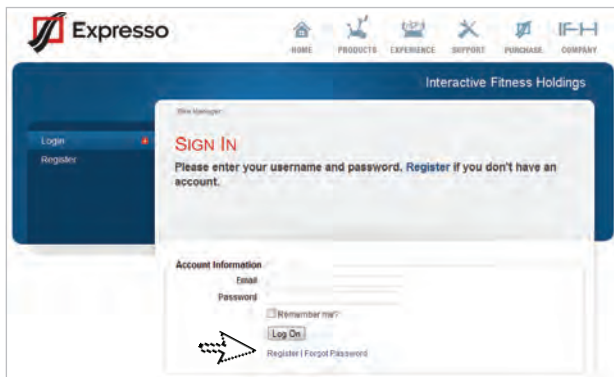 Expresso
HOME PRODUCTS EXPERIENCE SUPPORT PURCHASE COMPANY
Interactive Fitness Holdings
Bike Manager
Login
Register
SIGN IN
Please enter your username and password. Register if you don't have an
account.
Account Information
Email
Password
Remember me?
Log On
Register | Forgot Password